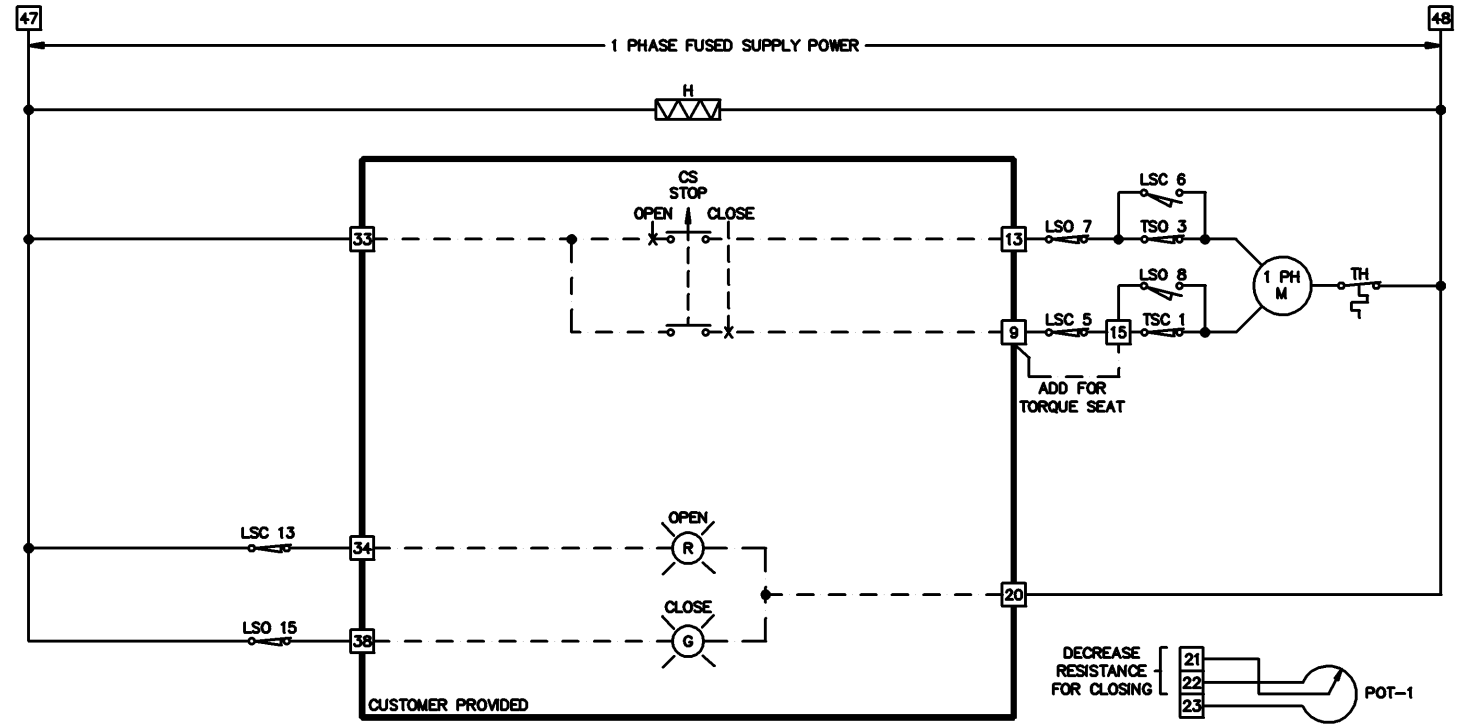 47
48
1 PHASE FUSED SUPPLY POWER
H
CS
STOP
OPEN
CLOSE
33
13
LSO 7
LSC 6
TSO 3
1 PH
M
TH
9
LSC 5
15
LSO 8
TSC 1
ADD FOR
TORQUE SEAT
LSC 13
34
OPEN
R
20
LSO 15
38
CLOSE
G
CUSTOMER PROVIDED
DECREASE
RESISTANCE
FOR CLOSING
21
22
23
POT-1